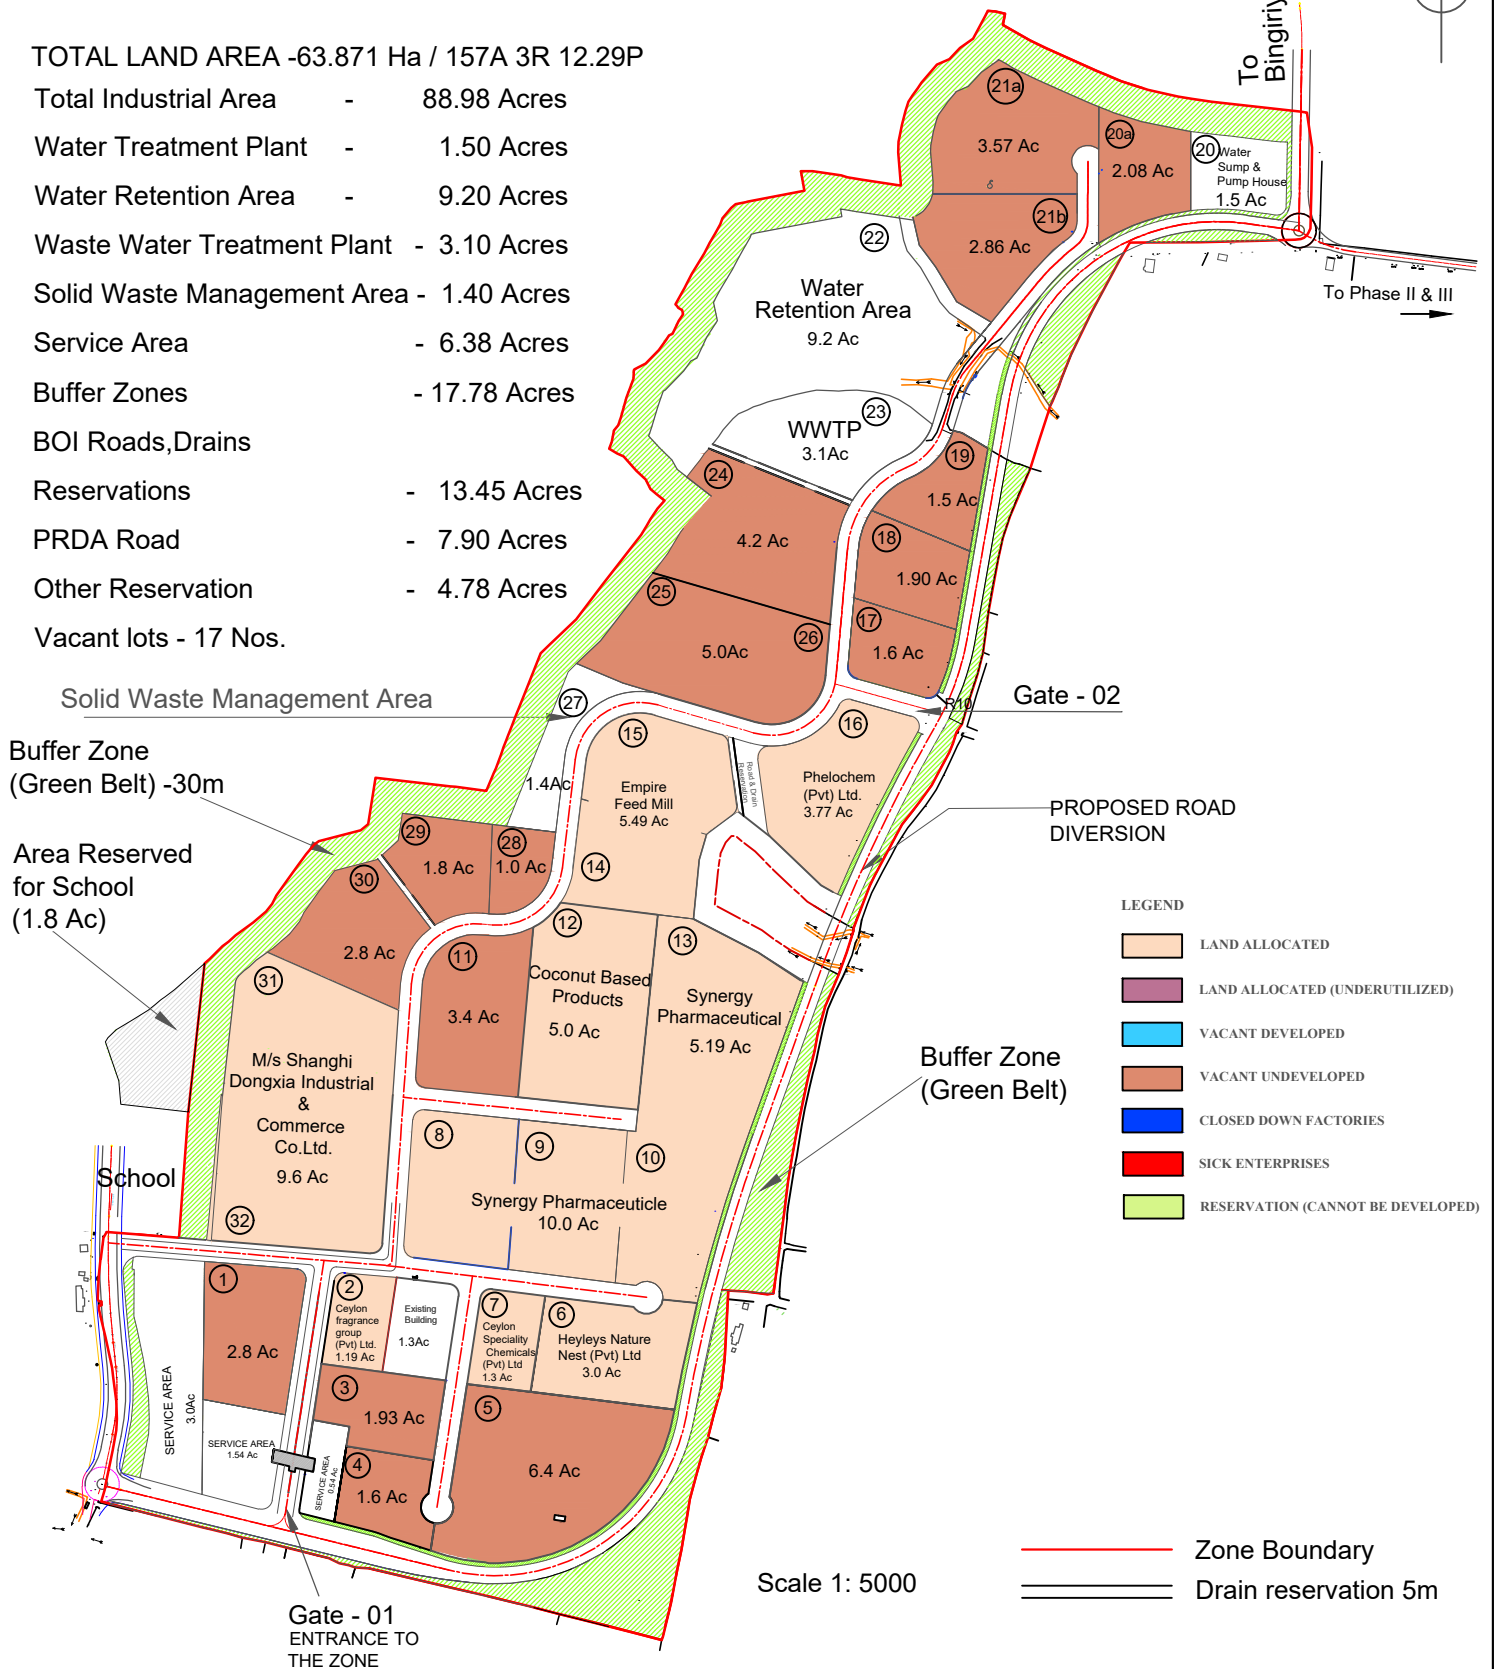 TOTAL LAND AREA -63.871 Ha / 157A 3R 12.29P
Total Industrial Area - 88.98 Acres
Water Treatment Plant - 1.50 Acres
Water Retention Area - 9.20 Acres
Waste Water Treatment Plant - 3.10 Acres
Solid Waste Management Area - 1.40 Acres
Service Area - 6.38 Acres
Buffer Zones - 17.78 Acres
BOI Roads,Drains
Reservations - 13.45 Acres
PRDA Road - 7.90 Acres
Other Reservation - 4.78 Acres
Vacant lots - 17 Nos.
To
21a
3.57 Ac
20a
2.08 Ac
20
Water
Sump &
Pump House
1.5 Ac
21b
2.86 Ac
To Phase II & III
22
Water
Retention Area
9.2 Ac
23
WWTP
3.1Ac
24
4.2 Ac
19
1.5 Ac
18
1.90 Ac
17
1.6 Ac
25
26
5.0Ac
R10
Gate - 02
Solid Waste Management Area
27
1.4Ac
Buffer Zone
(Green Belt) -30m
15
Empire
Feed Mill
5.49 Ac
14
Road & Drain
Reservation
16
Phelochem
(Pvt) Ltd.
3.77 Ac
PROPOSED ROAD
DIVERSION
Area Reserved
for School
(1.8 Ac)
29
1.8 Ac
28
1.0 Ac
30
2.8 Ac
11
3.4 Ac
12
Coconut Based
Products
5.0 Ac
13
Synergy
Pharmaceutical
5.19 Ac
31
M/s Shanghi
Dongxia Industrial
&
Commerce
Co.Ltd.
9.6 Ac
32
School
8
9
10
Synergy Pharmaceuticle
10.0 Ac
Buffer Zone
(Green Belt)
LEGEND
LAND ALLOCATED
LAND ALLOCATED (UNDERUTILIZED)
VACANT DEVELOPED
VACANT UNDEVELOPED
CLOSED DOWN FACTORIES
SICK ENTERPRISES
RESERVATION (CANNOT BE DEVELOPED)
1
2.8 Ac
2
Ceylon
fragrance
group
(Pvt) Ltd.
1.19 Ac
Existing
Building
1.3Ac
7
Ceylon
Speciality
Chemicals
(Pvt) Ltd
1.3 Ac
6
Heyleys Nature
Nest (Pvt) Ltd
3.0 Ac
3
1.93 Ac
4
1.6 Ac
5
6.4 Ac
SERVICE AREA
3.0Ac
SERVICE AREA
1.54 Ac
SERVICE AREA
0.54 Ac
Gate - 01
ENTRANCE TO
THE ZONE
Scale 1: 5000
Zone Boundary
Drain reservation 5m